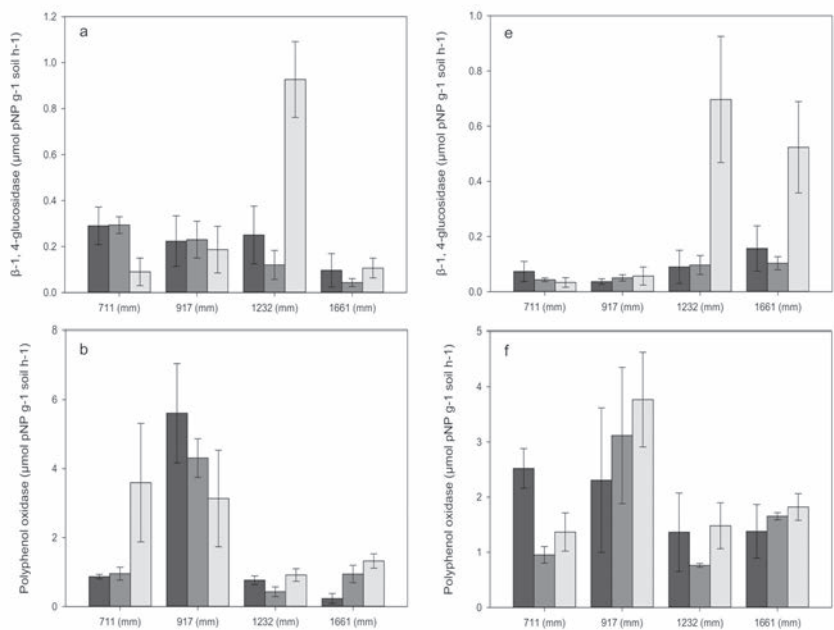 a
β-1, 4-glucosidase (μmol pNP g-1 soil h-1)
1.2
1.0
0.8
0.6
0.4
0.2
0.0
711 (mm) 917 (mm) 1232 (mm) 1661 (mm)
e
β-1, 4-glucosidase (μmol pNP g-1 soil h-1)
1.0
0.8
0.6
0.4
0.2
0.0
711 (mm) 917 (mm) 1232 (mm) 1661 (mm)
b
Polyphenol oxidase (μmol pNP g-1 soil h-1)
8
6
4
2
0
711 (mm) 917 (mm) 1232 (mm) 1661 (mm)
f
Polyphenol oxidase (μmol pNP g-1 soil h-1)
5
4
3
2
1
0
711 (mm) 917 (mm) 1232 (mm) 1661 (mm)